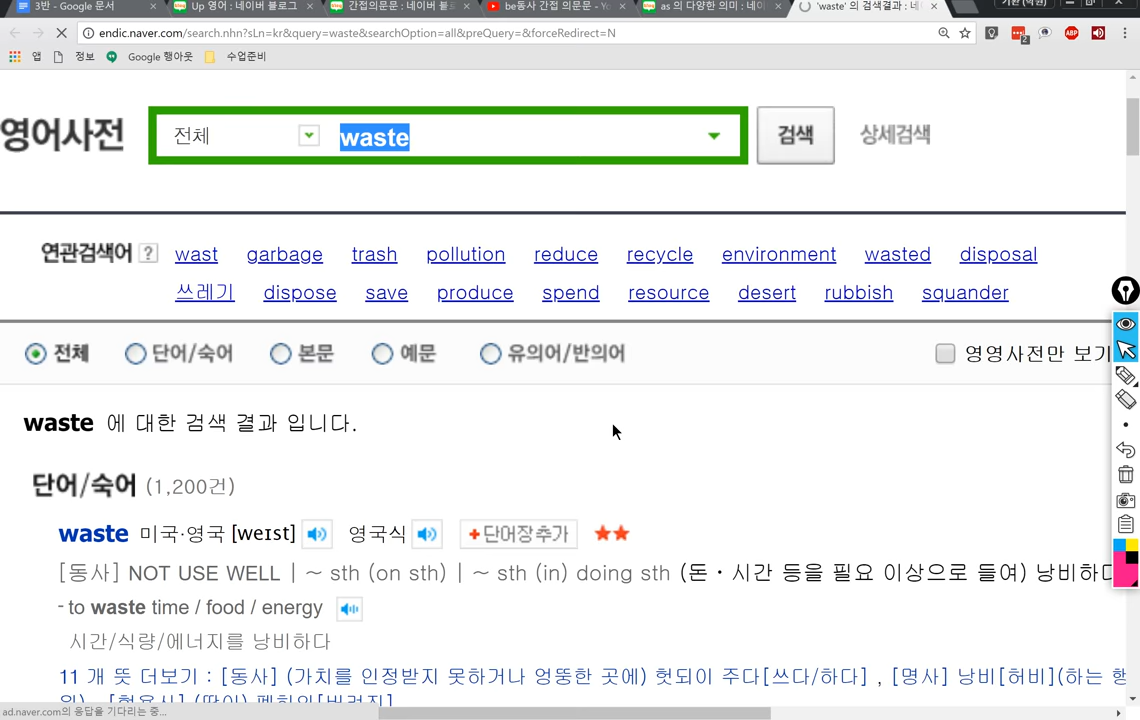 3반 - Google 문서
Up 영어 : 네이버 블로그
간접의문문 : 네이버 블
be동사 간접 의문문 - Yo
as 의 다양한 의미 : 네이
'waste' 의 검색결과 : 네
endic.naver.com/search.nhn?sLn=kr&query=waste&searchOption=all&preQuery=&forceRedirect=N
2
ABP
앱 정보 Google 행아웃 수업준비
영어사전 전체 waste 검색 상세검색
연관검색어 ? wast garbage trash pollution reduce recycle environment wasted disposal
쓰레기 dispose save produce spend resource desert rubbish squander
전체 단어/숙어 본문 예문 유의어/반의어 영영사전만 보기
waste 에 대한 검색 결과 입니다.
단어/숙어 (1,200건)
waste 미국·영국 [weɪst] 영국식 +단어장추가 ★★
[동사] NOT USE WELL | ~ sth (on sth) | ~ sth (in) doing sth (돈·시간 등을 필요 이상으로 들여) 낭비하다
- to waste time / food / energy
시간/식량/에너지를 낭비하다
11 개 뜻 더보기 : [동사] (가치를 인정받지 못하거나 엉뚱한 곳에) 헛되이 주다[쓰다/하다] , [명사] 낭비[허비](하는 행
위) , [형용사] (땅이) 폐허의[버려진]
ad.naver.com의 응답을 기다리는 중...